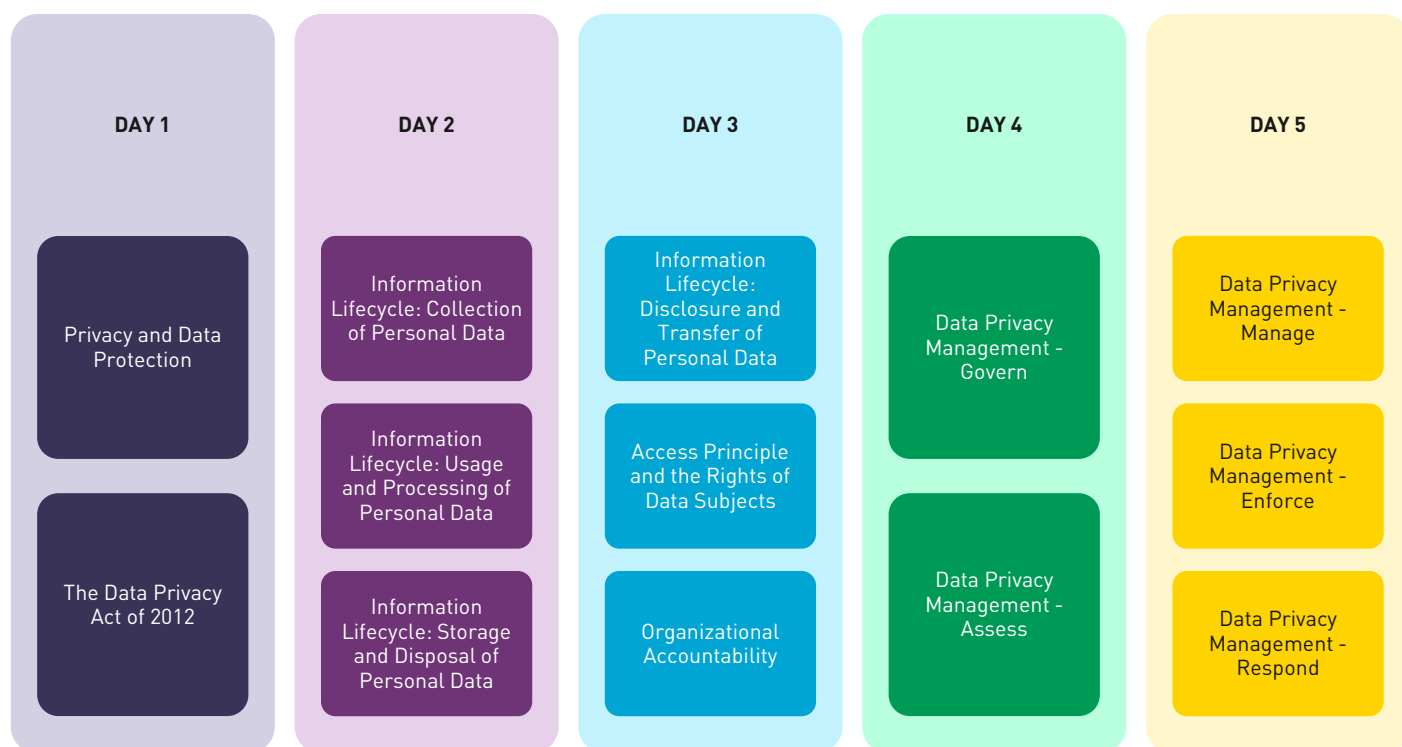 DAY 1
Privacy and Data
Protection
The Data Privacy
Act of 2012
DAY 2
Information
Lifecycle: Collection
of Personal Data
Information
Lifecycle: Usage
and Processing of
Personal Data
Information
Lifecycle: Storage
and Disposal of
Personal Data
DAY 3
Information
Lifecycle:
Disclosure and
Transfer of
Personal Data
Access Principle
and the Rights of
Data Subjects
Organizational
Accountability
DAY 4
Data Privacy
Management -
Govern
Data Privacy
Management -
Assess
DAY 5
Data Privacy
Management -
Manage
Data Privacy
Management -
Enforce
Data Privacy
Management -
Respond